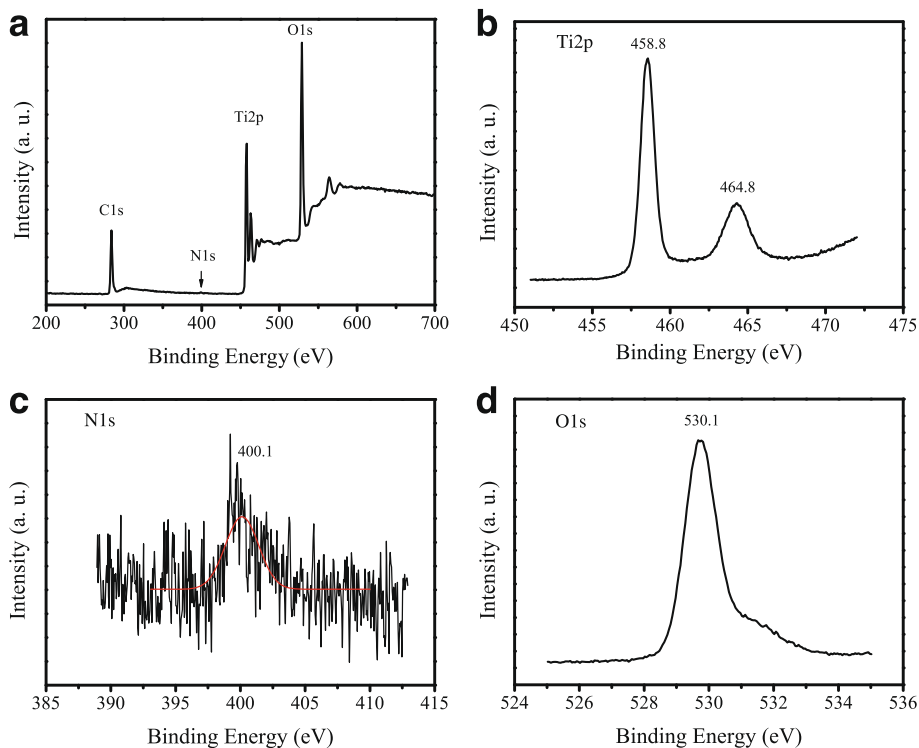 a
O1s
Ti2p
C1s
N1s
Intensity (a. u.)
200 300 400 500 600 700
Binding Energy (eV)
b
Ti2p
458.8
464.8
Intensity (a. u.)
450 455 460 465 470 475
Binding Energy (eV)
c
N1s
400.1
Intensity (a. u.)
385 390 395 400 405 410 415
Binding Energy (eV)
d
O1s
530.1
Intensity (a. u.)
524 526 528 530 532 534 536
Binding Energy (eV)